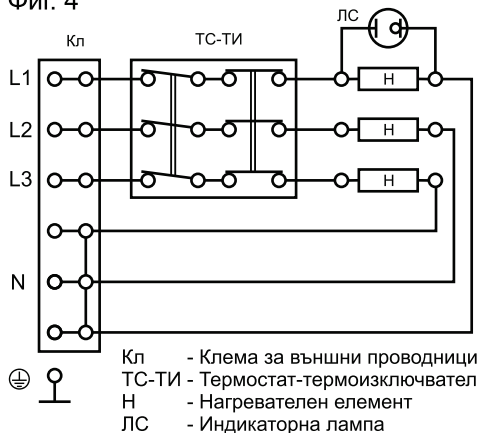 Фиг. 4
Кл
ТС-ТИ
ЛС
L1
Н
L2
Н
L3
Н
N
Кл - Клема за външни проводници
ТС-ТИ - Термостат-термоизключвател
Н - Нагревателен елемент
ЛС - Индикаторна лампа